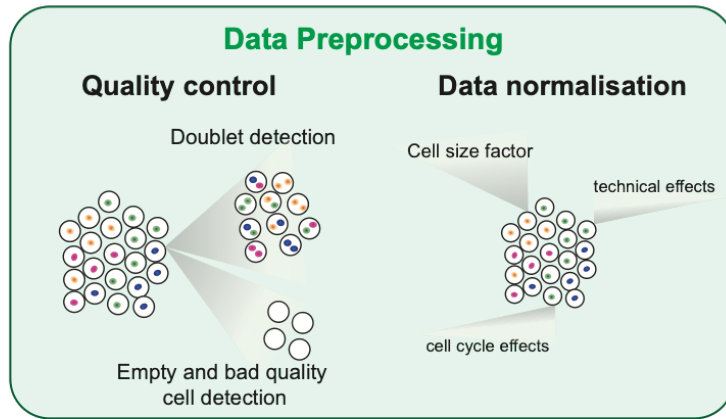 Data Preprocessing
Quality control
Doublet detection
Empty and bad quality
cell detection
Data normalisation
Cell size factor
technical effects
cell cycle effects